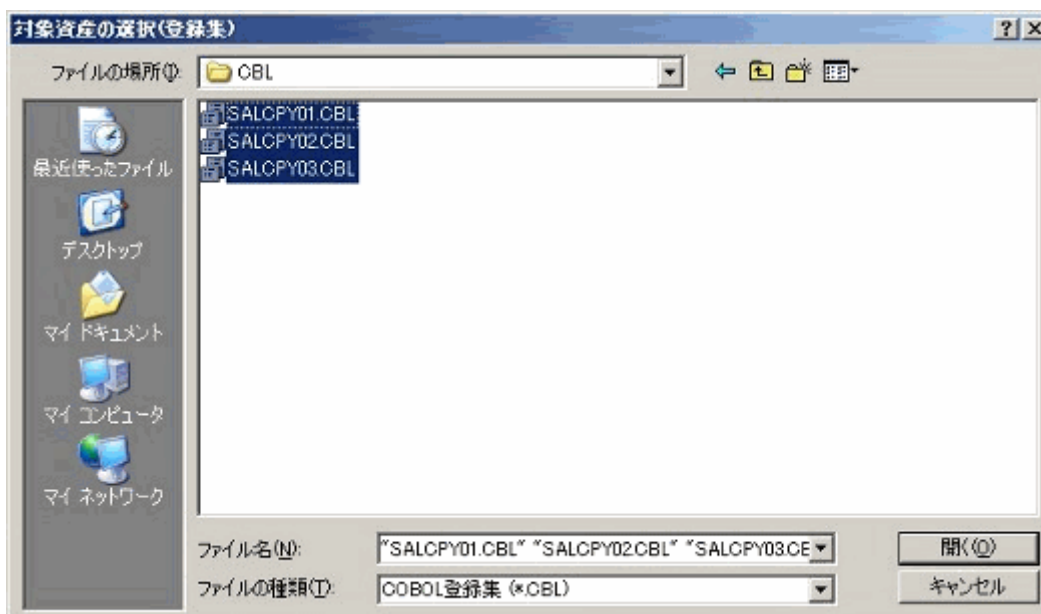 対象資産の選択(登録集)
ファイルの場所(I):
CBL
SALCPY01.CBL
SALCPY02.CBL
SALCPY03.CBL
最近使ったファイル
デスクトップ
マイ ドキュメント
マイ コンピュータ
マイ ネットワーク
ファイル名(N):
"SALCPY01.CBL" "SALCPY02.CBL" "SALCPY03.CE
開く(O)
ファイルの種類(T):
COBOL登録集 (*.CBL)
キャンセル